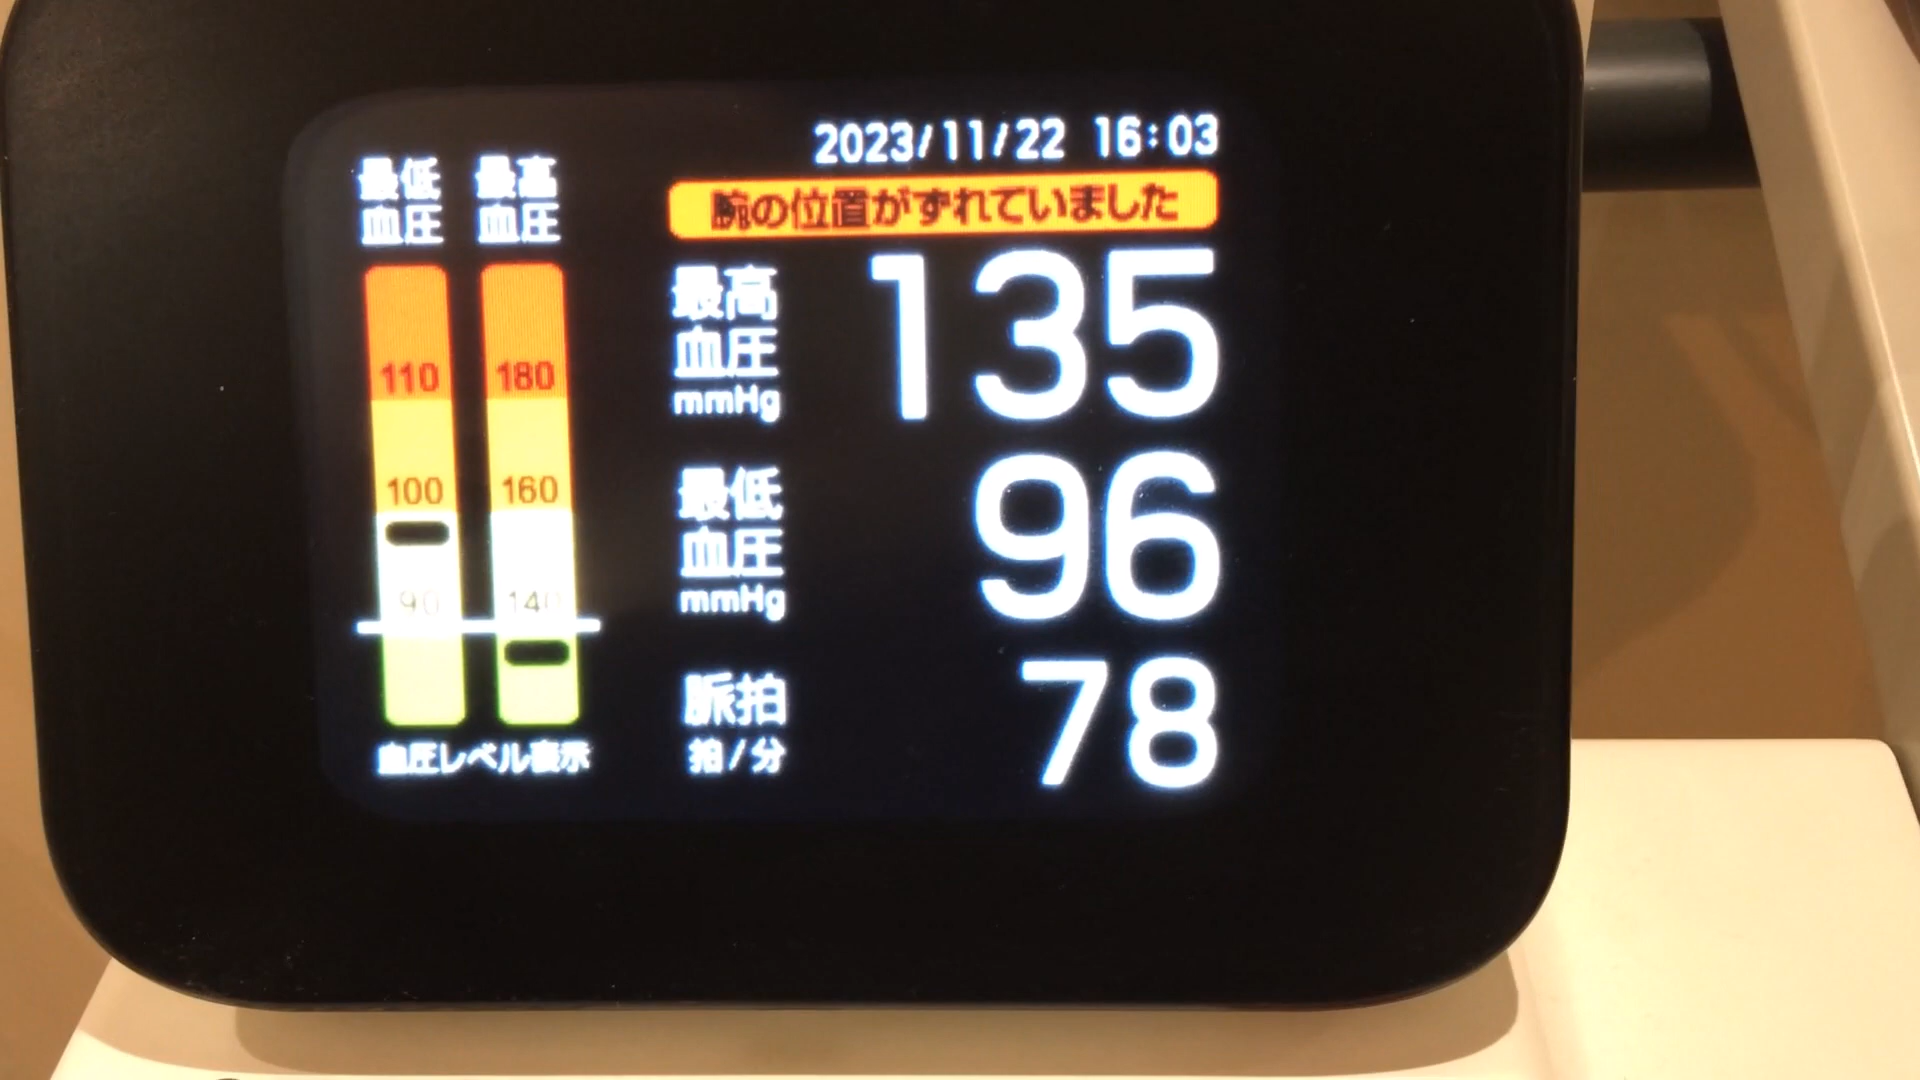 2023/11/22 16:03
最低血圧
最高血圧
110
180
100
160
90
140
血圧レベル表示
腕の位置がずれていました
最高
血圧
mmHg
135
最低
血圧
mmHg
96
脈拍
拍/分
78